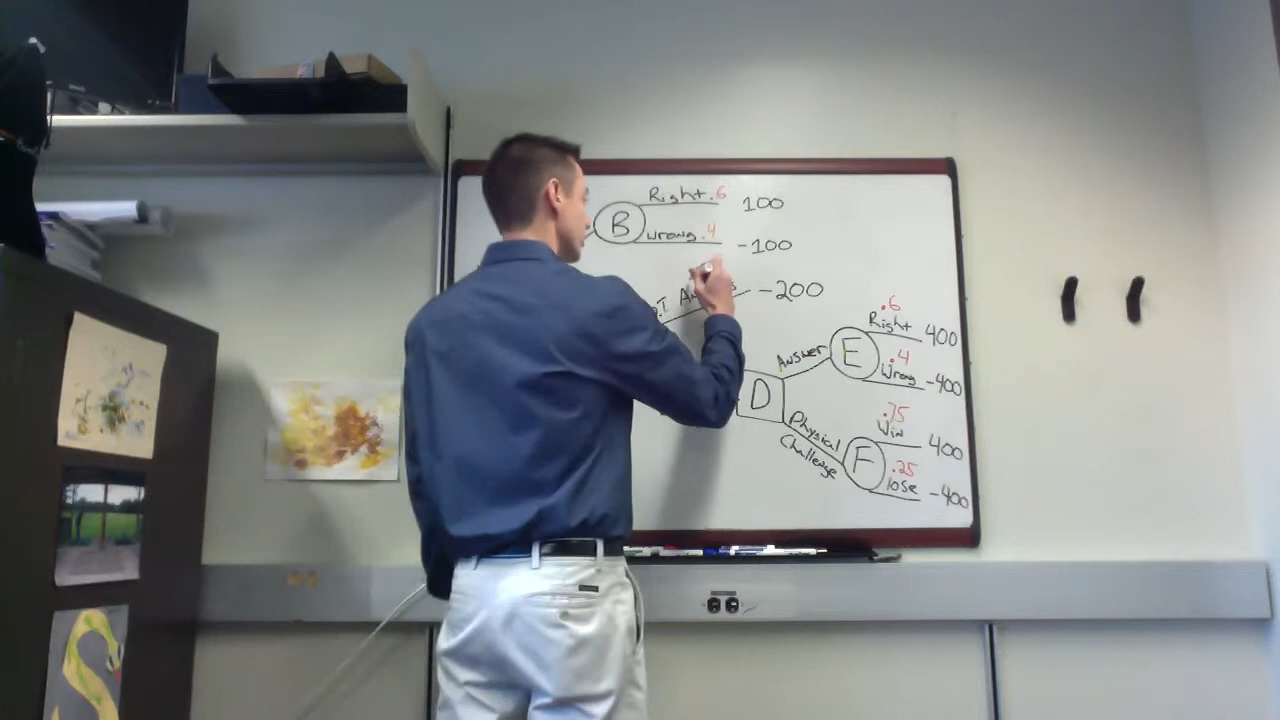 Right .6 100
B
Wrong .4 -100
-200
.6
Right 400
Answer E
.4
Wrong -400
D
.75
Win 400
Physical
Challenge F
.25
lose -400